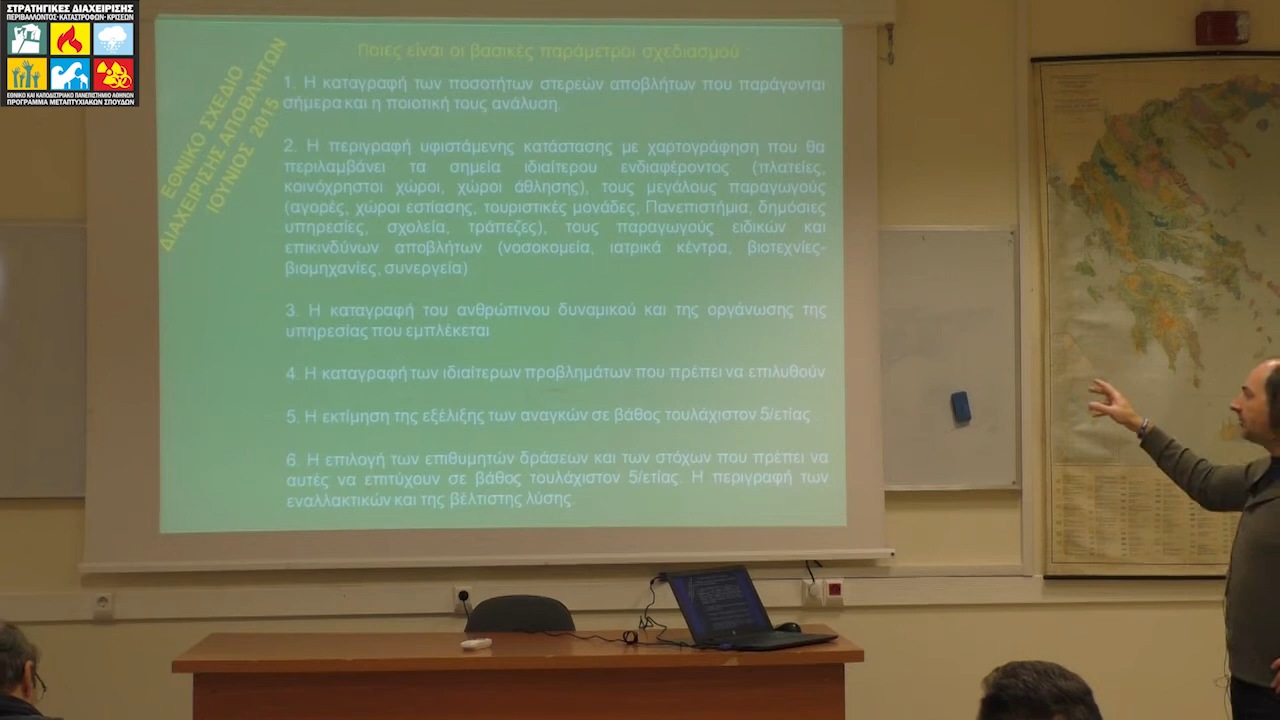 ΣΤΡΑΤΗΓΙΚΕΣ ΔΙΑΧΕΙΡΙΣΗΣ
ΠΕΡΙΒΑΛΛΟΝΤΟΣ·ΚΑΤΑΣΤΡΟΦΩΝ·ΚΡΙΣΕΩΝ
ΕΘΝΙΚΟ ΚΑΙ ΚΑΠΟΔΙΣΤΡΙΑΚΟ ΠΑΝΕΠΙΣΤΗΜΙΟ ΑΘΗΝΩΝ
ΠΡΟΓΡΑΜΜΑ ΜΕΤΑΠΤΥΧΙΑΚΩΝ ΣΠΟΥΔΩΝ
ΕΘΝΙΚΟ ΣΧΕΔΙΟ
ΔΙΑΧΕΙΡΙΣΗΣ ΑΠΟΒΛΗΤΩΝ
ΙΟΥΝΙΟΣ 2015
Ποιες είναι οι βασικές παράμετροι σχεδιασμού :
1. Η καταγραφή των ποσοτήτων στερεών αποβλήτων που παράγονται
σήμερα και η ποιοτική τους ανάλυση.
2. Η περιγραφή υφιστάμενης κατάστασης με χαρτογράφηση που θα
περιλαμβάνει τα σημεία ιδιαίτερου ενδιαφέροντος (πλατείες,
κοινόχρηστοι χώροι, χώροι άθλησης), τους μεγάλους παραγωγούς
(αγορές, χώροι εστίασης, τουριστικές μονάδες, Πανεπιστήμια, δημόσιες
υπηρεσίες, σχολεία, τράπεζες), τους παραγωγούς ειδικών και
επικινδύνων αποβλήτων (νοσοκομεία, ιατρικά κέντρα, βιοτεχνίες-
βιομηχανίες, συνεργεία)
3. Η καταγραφή του ανθρώπινου δυναμικού και της οργάνωσης της
υπηρεσίας που εμπλέκεται
4. Η καταγραφή των ιδιαίτερων προβλημάτων που πρέπει να επιλυθούν
5. Η εκτίμηση της εξέλιξης των αναγκών σε βάθος τουλάχιστον 5/ετίας
6. Η επιλογή των επιθυμητών δράσεων και των στόχων που πρέπει να
αυτές να επιτύχουν σε βάθος τουλάχιστον 5/ετίας. Η περιγραφή των
εναλλακτικών και της βέλτιστης λύσης.